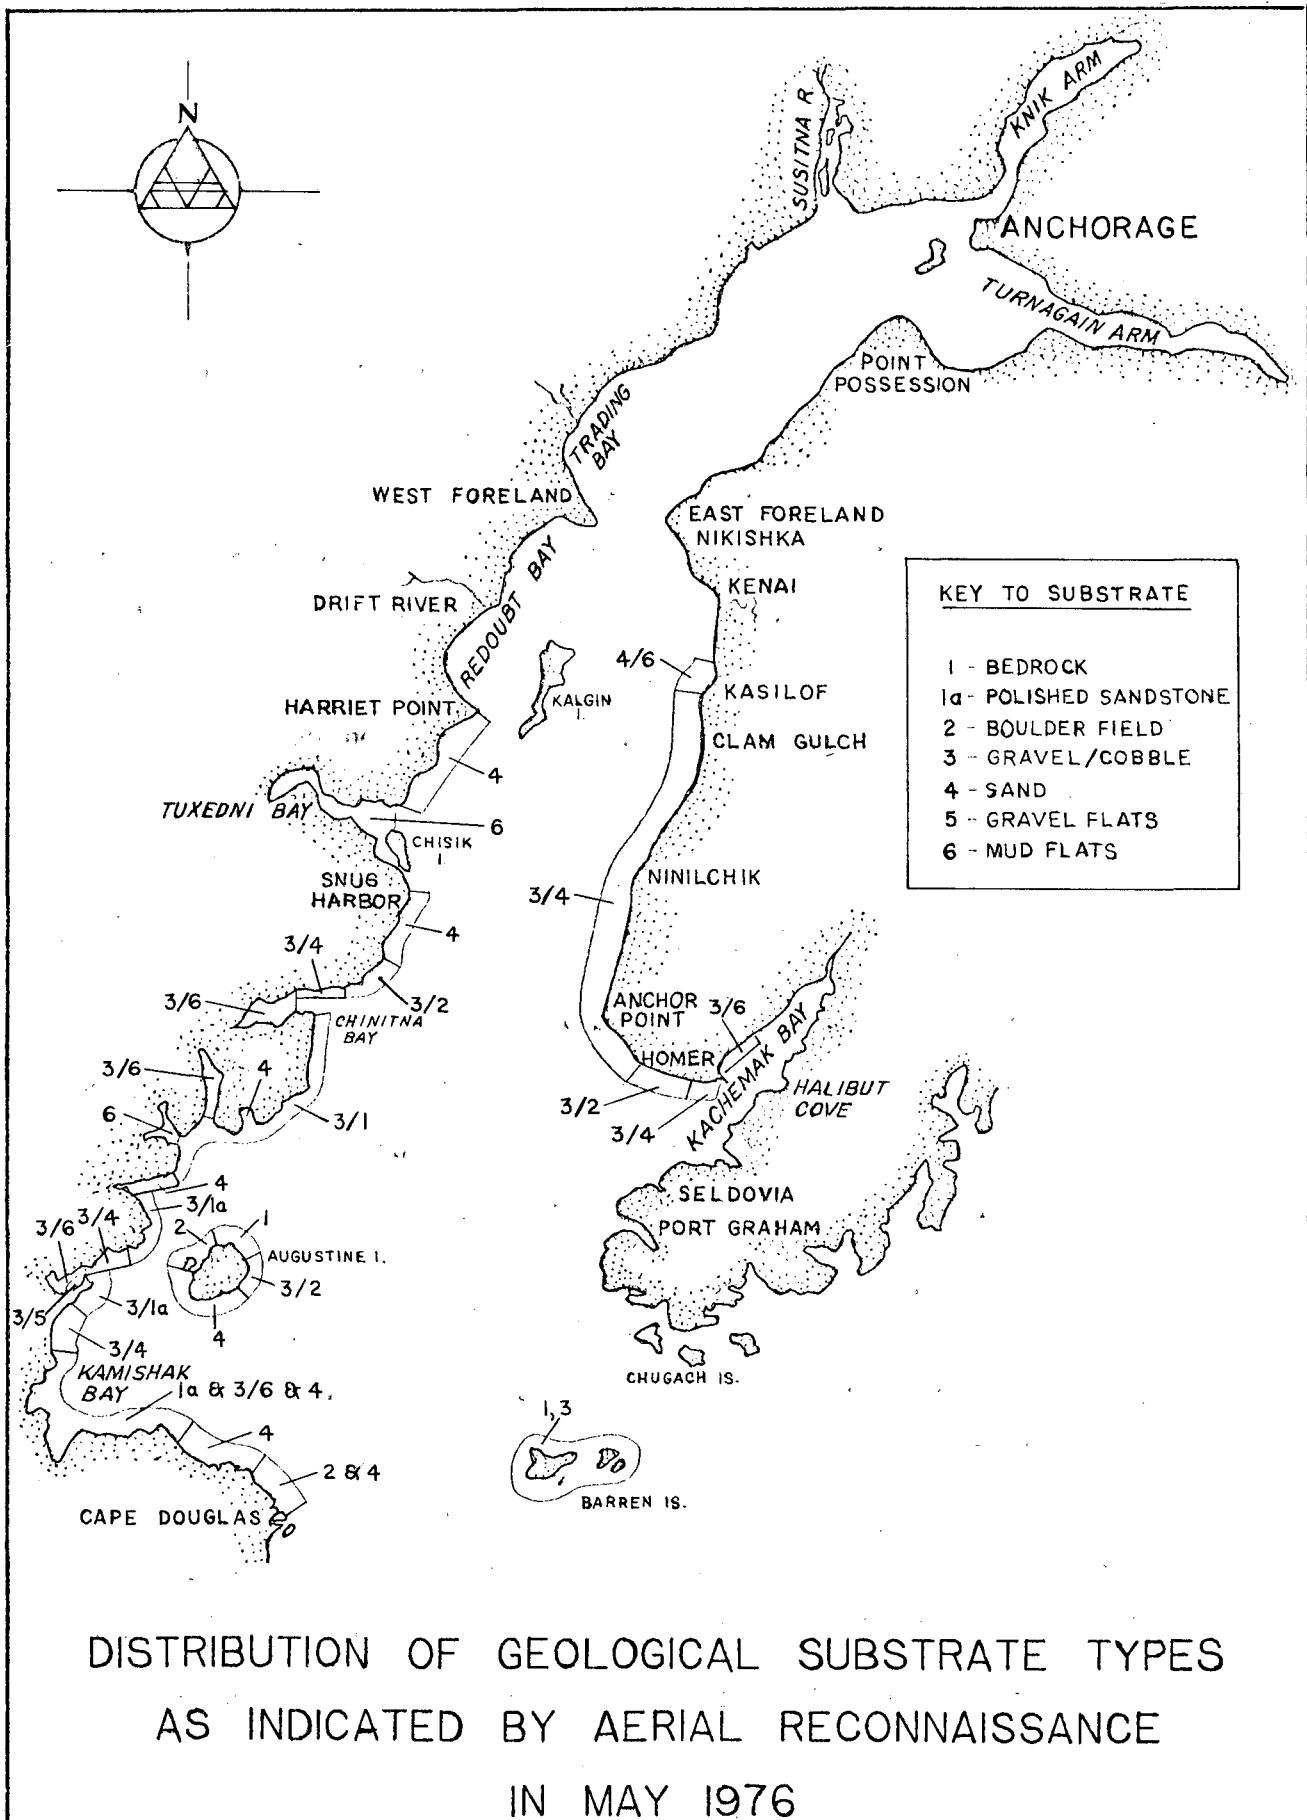 N
SUSITNA R.
KNIK ARM
ANCHORAGE
TURNAGAIN ARM
POINT
POSSESSION
TRADING
BAY
WEST FORELAND
EAST FORELAND
NIKISHKA
KENAI
REDOUBT BAY
DRIFT RIVER
4/6
KASILOF
KALGIN
I.
HARRIET POINT
CLAM GULCH
4
TUXEDNI BAY
6
CHISIK
I.
SNUG
HARBOR
NINILCHIK
3/4
4
3/4
3/2
3/6
CHINITNA
BAY
ANCHOR
POINT
3/6
HOMER
KACHEMAK BAY
HALIBUT
COVE
3/2
3/4
3/6
4
6
3/1
4
3/1a
SELDOVIA
PORT GRAHAM
3/6
3/4
2
1
AUGUSTINE I.
3/2
4
3/1a
3/5
3/4
KAMISHAK
BAY
1a & 3/6 & 4
CHUGACH IS.
1,3
4
2 & 4
BARREN IS.
CAPE DOUGLAS
KEY TO SUBSTRATE
1 - BEDROCK
1a - POLISHED SANDSTONE
2 - BOULDER FIELD
3 - GRAVEL/COBBLE
4 - SAND
5 - GRAVEL FLATS
6 - MUD FLATS
DISTRIBUTION OF GEOLOGICAL SUBSTRATE TYPES
AS INDICATED BY AERIAL RECONNAISSANCE
IN MAY 1976